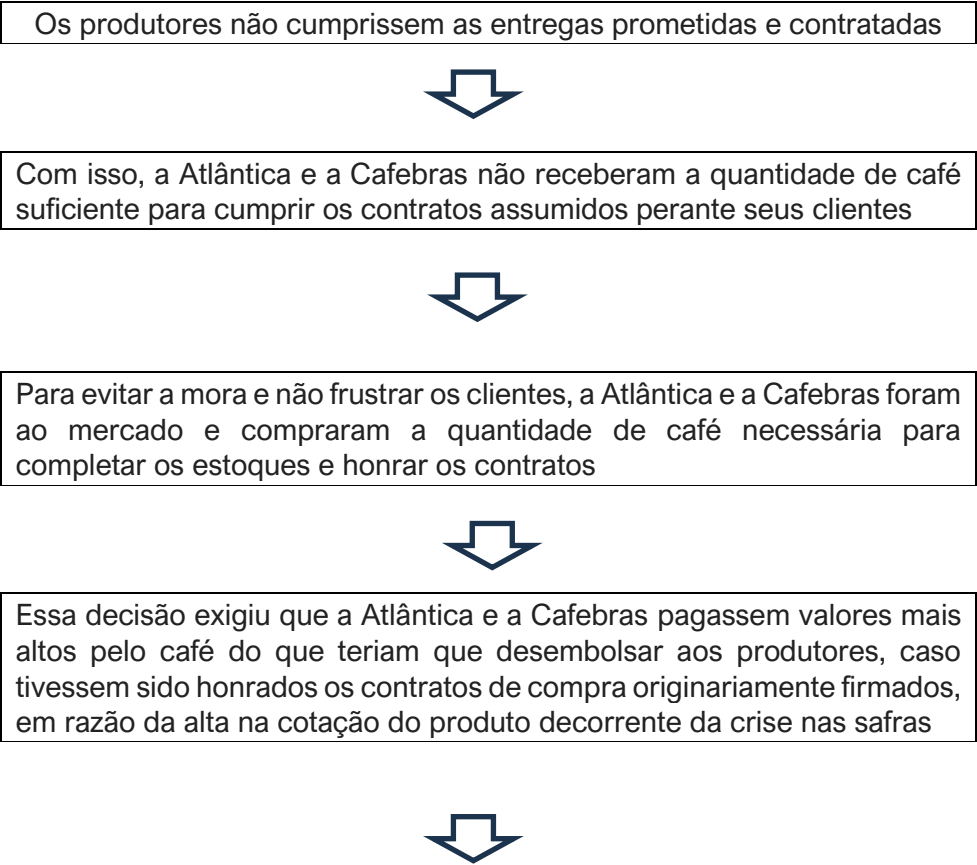 Os produtores não cumprissem as entregas prometidas e contratadas
Com isso, a Atlântica e a Cafebras não receberam a quantidade de café
suficiente para cumprir os contratos assumidos perante seus clientes
Para evitar a mora e não frustrar os clientes, a Atlântica e a Cafebras foram
ao mercado e compraram a quantidade de café necessária para
completar os estoques e honrar os contratos
Essa decisão exigiu que a Atlântica e a Cafebras pagassem valores mais
altos pelo café do que teriam que desembolsar aos produtores, caso
tivessem sido honrados os contratos de compra originariamente firmados,
em razão da alta na cotação do produto decorrente da crise nas safras